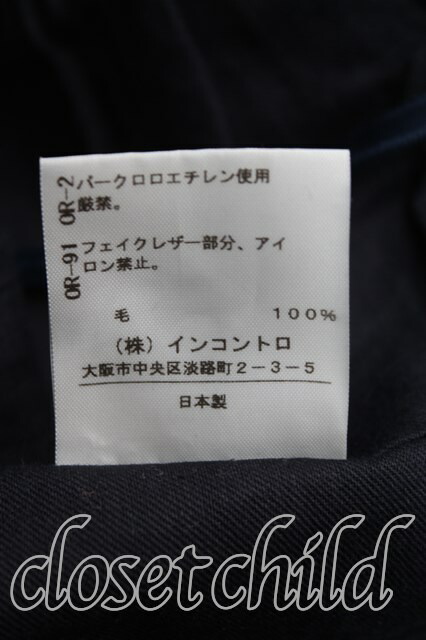 OR-2 パークロロエチレン使用
厳禁。
OR-91 フェイクレザー部分、アイ
ロン禁止。
毛 100%
(株)インコントロ
大阪市中央区淡路町2-3-5
日本製
closet child